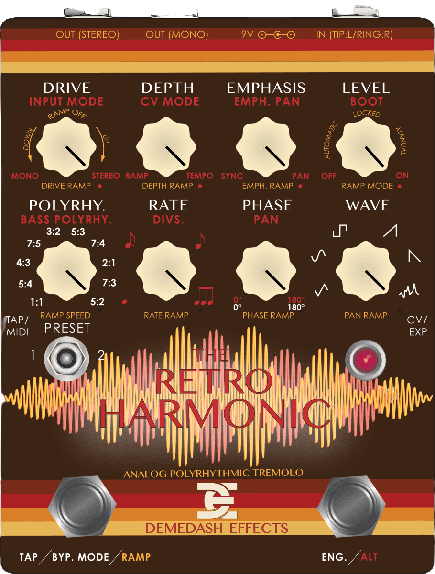 OUT (STEREO) OUT (MONO) 9V IN (TIP:L/RING:R)
DRIVE DEPTH EMPHASIS LEVEL
INPUT MODE CV MODE EMPH. PAN BOOT
RAMP OFF LOCKED
DOWN UP AUTOMATIC MANUAL
MONO STEREO RAMP TEMPO SYNC PAN OFF ON
DRIVE RAMP DEPTH RAMP EMPH. RAMP RAMP MODE
POLYRHY. RATE PHASE WAVE
BASS POLYRHY. DIVS. PAN
3:2 5:3
7:5 7:4
4:3 2:1
5:4 7:3
1:1 5:2
0° 180°
0° 180°
RAMP SPEED RATE RAMP PHASE RAMP PAN RAMP
TAP/ CV/
MIDI PRESET EXP
1 2
THE
RETRO
HARMONIC
ANALOG POLYRHYTHMIC TREMOLO
DEMEDASH EFFECTS
TAP / BYP. MODE / RAMP ENG. / ALT